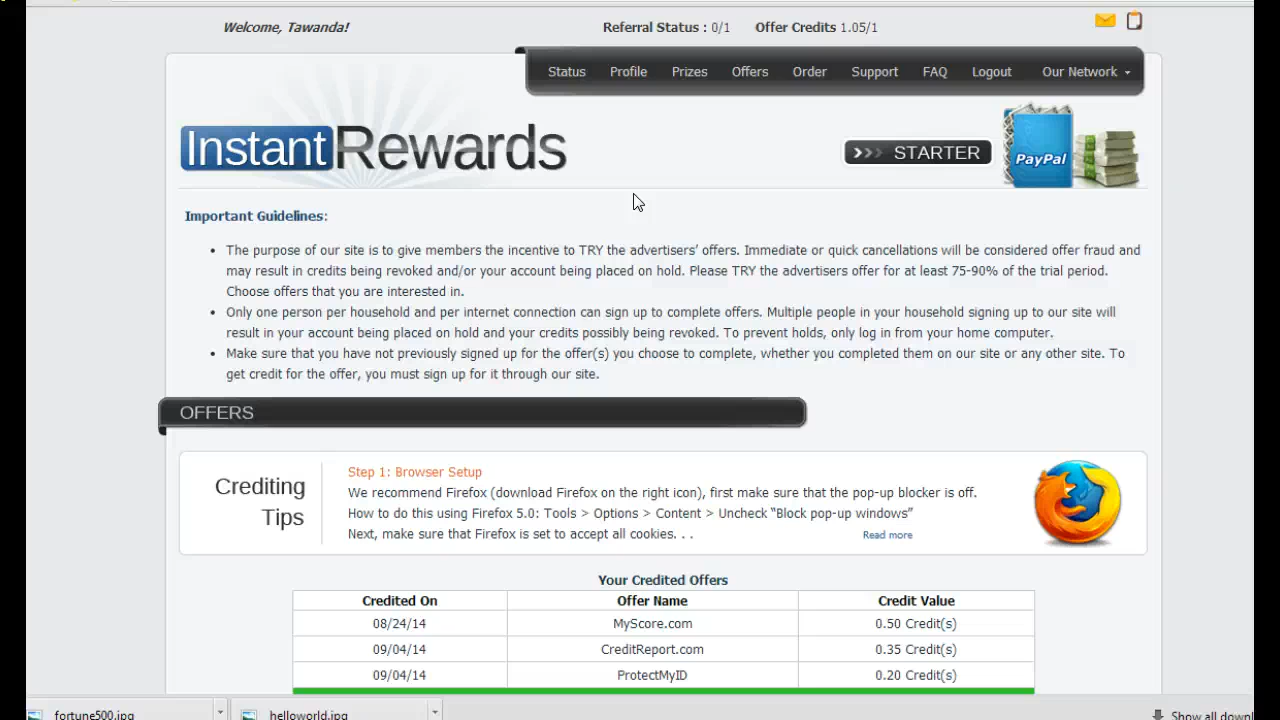 Welcome, Tawanda!
Referral Status : 0/1 Offer Credits 1.05/1
Status Profile Prizes Offers Order Support FAQ Logout Our Network
InstantRewards
>>> STARTER
PayPal
Important Guidelines:
• The purpose of our site is to give members the incentive to TRY the advertisers' offers. Immediate or quick cancellations will be considered offer fraud and
may result in credits being revoked and/or your account being placed on hold. Please TRY the advertisers offer for at least 75-90% of the trial period.
Choose offers that you are interested in.
• Only one person per household and per internet connection can sign up to complete offers. Multiple people in your household signing up to our site will
result in your account being placed on hold and your credits possibly being revoked. To prevent holds, only log in from your home computer.
• Make sure that you have not previously signed up for the offer(s) you choose to complete, whether you completed them on our site or any other site. To
get credit for the offer, you must sign up for it through our site.
OFFERS
Crediting
Tips
Step 1: Browser Setup
We recommend Firefox (download Firefox on the right icon), first make sure that the pop-up blocker is off.
How to do this using Firefox 5.0: Tools > Options > Content > Uncheck "Block pop-up windows"
Next, make sure that Firefox is set to accept all cookies. . .
Read more
Your Credited Offers
Credited On Offer Name Credit Value
08/24/14 MyScore.com 0.50 Credit(s)
09/04/14 CreditReport.com 0.35 Credit(s)
09/04/14 ProtectMyID 0.20 Credit(s)
fortune500.jpg helloworld.jpg Show all downl